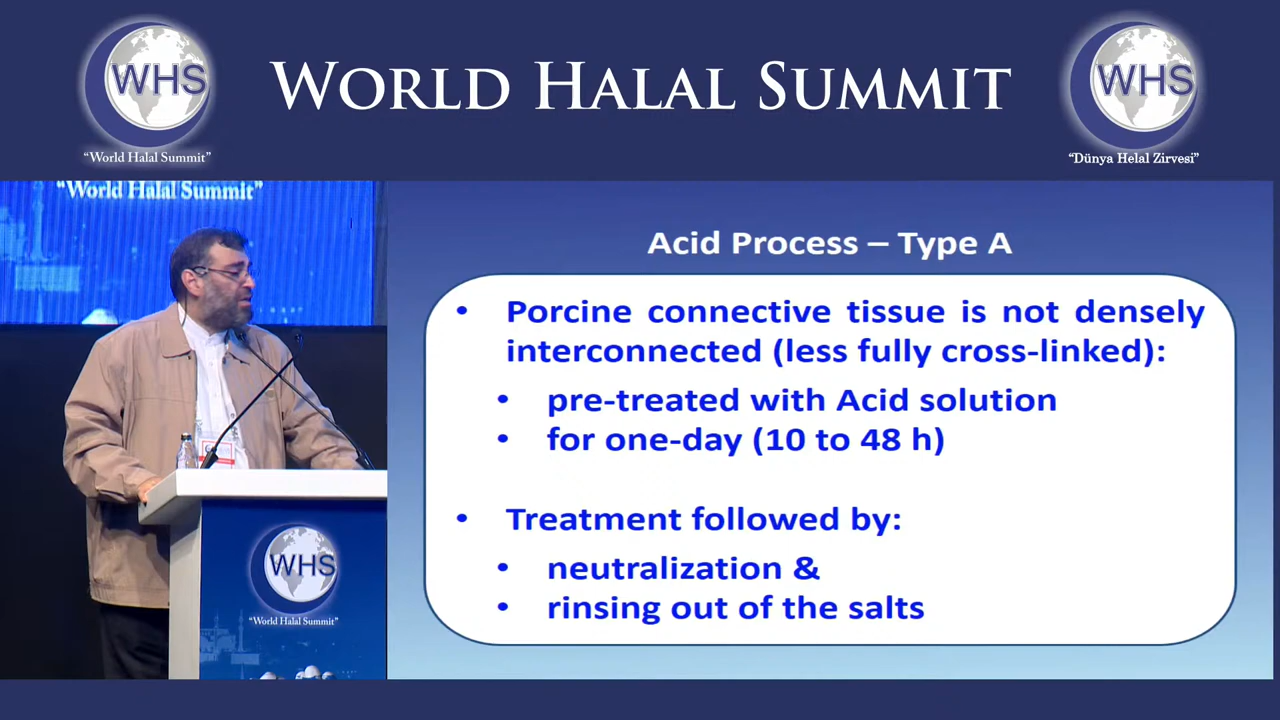 WHS
"World Halal Summit"
WORLD HALAL SUMMIT
WHS
"Dünya Helal Zirvesi"
"World Halal Summit"
Acid Process – Type A
• Porcine connective tissue is not densely
interconnected (less fully cross-linked):
• pre-treated with Acid solution
• for one-day (10 to 48 h)
• Treatment followed by:
• neutralization &
• rinsing out of the salts
WHS
"World Halal Summit"